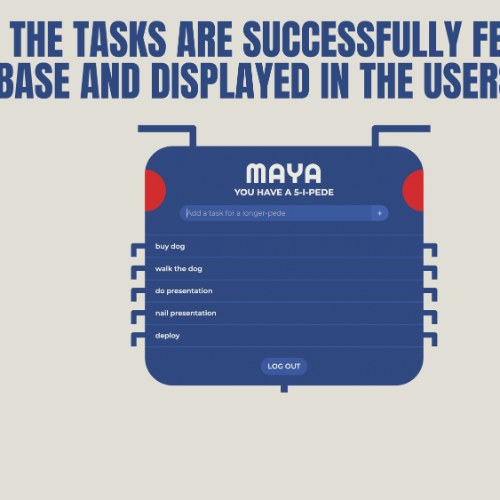 THE TASKS ARE SUCCESSFULLY FE
BASE AND DISPLAYED IN THE USERS
MAYA
YOU HAVE A 5-I-PEDE
Add a task for a longer-pede +
buy dog
walk the dog
do presentation
nail presentation
deploy
LOG OUT